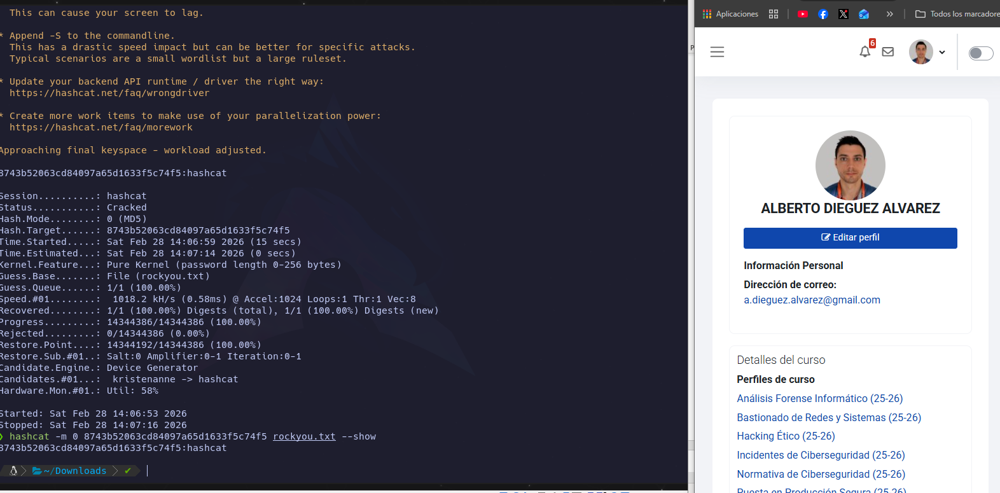 This can cause your screen to lag.
* Append -S to the commandline.
This has a drastic speed impact but can be better for specific attacks.
Typical scenarios are a small wordlist but a large ruleset.
* Update your backend API runtime / driver the right way:
https://hashcat.net/faq/wrongdriver
* Create more work items to make use of your parallelization power:
https://hashcat.net/faq/morework
Approaching final keyspace - workload adjusted.
8743b52063cd84097a65d1633f5c74f5:hashcat
Session..........: hashcat
Status...........: Cracked
Hash.Mode........: 0 (MD5)
Hash.Target......: 8743b52063cd84097a65d1633f5c74f5
Time.Started.....: Sat Feb 28 14:06:59 2026 (15 secs)
Time.Estimated...: Sat Feb 28 14:07:14 2026 (0 secs)
Kernel.Feature...: Pure Kernel (password length 0-256 bytes)
Guess.Base.......: File (rockyou.txt)
Guess.Queue......: 1/1 (100.00%)
Speed.#01........:  1018.2 kH/s (0.58ms) @ Accel:1024 Loops:1 Thr:1 Vec:8
Recovered........: 1/1 (100.00%) Digests (total), 1/1 (100.00%) Digests (new)
Progress.........: 14344386/14344386 (100.00%)
Rejected.........: 0/14344386 (0.00%)
Restore.Point....: 14344192/14344386 (100.00%)
Restore.Sub.#01..: Salt:0 Amplifier:0-1 Iteration:0-1
Candidate.Engine.: Device Generator
Candidates.#01...:  kristenanne -> hashcat
Hardware.Mon.#01.: Util: 58%
Started: Sat Feb 28 14:06:53 2026
Stopped: Sat Feb 28 14:07:16 2026
❯ hashcat -m 0 8743b52063cd84097a65d1633f5c74f5 rockyou.txt --show
8743b52063cd84097a65d1633f5c74f5:hashcat
~/Downloads ✔
P
Aplicaciones
» Todos los marcadore
6
ALBERTO DIEGUEZ ALVAREZ
Editar perfil
Información Personal
Dirección de correo:
a.dieguez.alvarez@gmail.com
Detalles del curso
Perfiles de curso
Análisis Forense Informático (25-26)
Bastionado de Redes y Sistemas (25-26)
Hacking Ético (25-26)
Incidentes de Ciberseguridad (25-26)
Normativa de Ciberseguridad (25-26)
Puesta en Producción Segura (25-26)